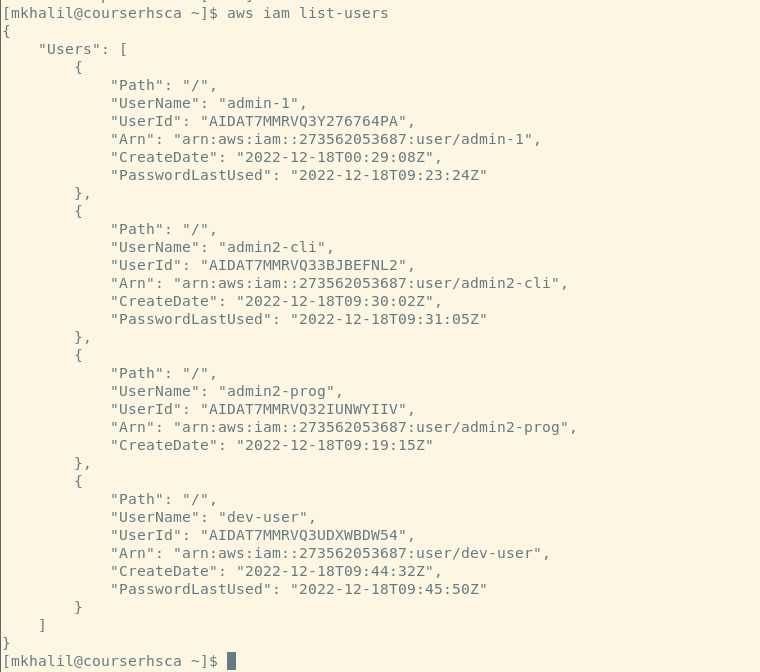 [mkhalil@courserhsca ~]$ aws iam list-users
{
    "Users": [
        {
            "Path": "/",
            "UserName": "admin-1",
            "UserId": "AIDAT7MMRVQ3Y276764PA",
            "Arn": "arn:aws:iam::273562053687:user/admin-1",
            "CreateDate": "2022-12-18T00:29:08Z",
            "PasswordLastUsed": "2022-12-18T09:23:24Z"
        },
        {
            "Path": "/",
            "UserName": "admin2-cli",
            "UserId": "AIDAT7MMRVQ33BJBEFNL2",
            "Arn": "arn:aws:iam::273562053687:user/admin2-cli",
            "CreateDate": "2022-12-18T09:30:02Z",
            "PasswordLastUsed": "2022-12-18T09:31:05Z"
        },
        {
            "Path": "/",
            "UserName": "admin2-prog",
            "UserId": "AIDAT7MMRVQ32IUNWYIIV",
            "Arn": "arn:aws:iam::273562053687:user/admin2-prog",
            "CreateDate": "2022-12-18T09:19:15Z"
        },
        {
            "Path": "/",
            "UserName": "dev-user",
            "UserId": "AIDAT7MMRVQ3UDXWBDW54",
            "Arn": "arn:aws:iam::273562053687:user/dev-user",
            "CreateDate": "2022-12-18T09:44:32Z",
            "PasswordLastUsed": "2022-12-18T09:45:50Z"
        }
    ]
}
[mkhalil@courserhsca ~]$